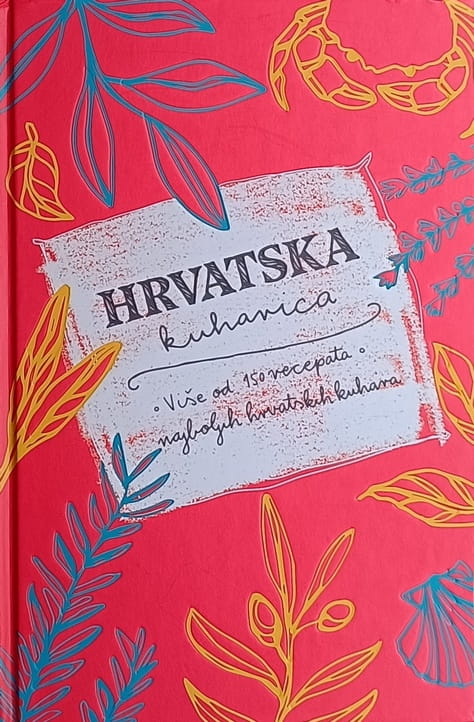 HRVATSKA
kuharica
• Više od 150 recepata •
najboljih hrvatskih kuhara